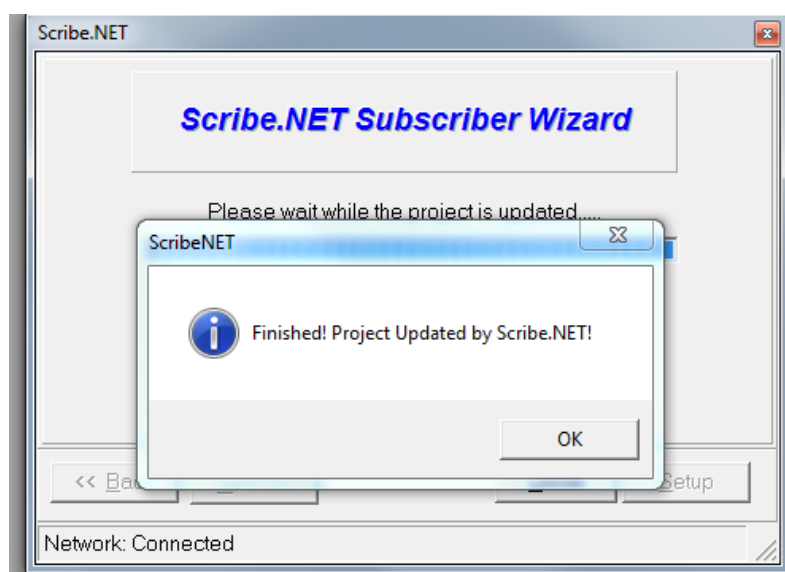 Scribe.NET
Scribe.NET Subscriber Wizard
Please wait while the project is updated.....
ScribeNET
Finished! Project Updated by Scribe.NET!
OK
<< Ba
Setup
Network: Connected